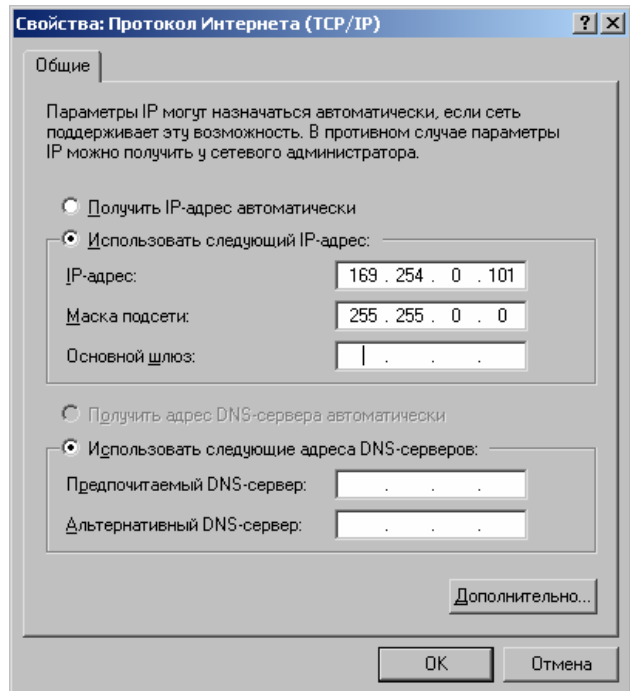 Свойства: Протокол Интернета (TCP/IP)
Общие
Параметры IP могут назначаться автоматически, если сеть
поддерживает эту возможность. В противном случае параметры
IP можно получить у сетевого администратора.
Получить IP-адрес автоматически
Использовать следующий IP-адрес:
IP-адрес: 169 . 254 . 0 . 101
Маска подсети: 255 . 255 . 0 . 0
Основной шлюз: . . .
Получить адрес DNS-сервера автоматически
Использовать следующие адреса DNS-серверов:
Предпочитаемый DNS-сервер: . . .
Альтернативный DNS-сервер: . . .
Дополнительно...
OK Отмена